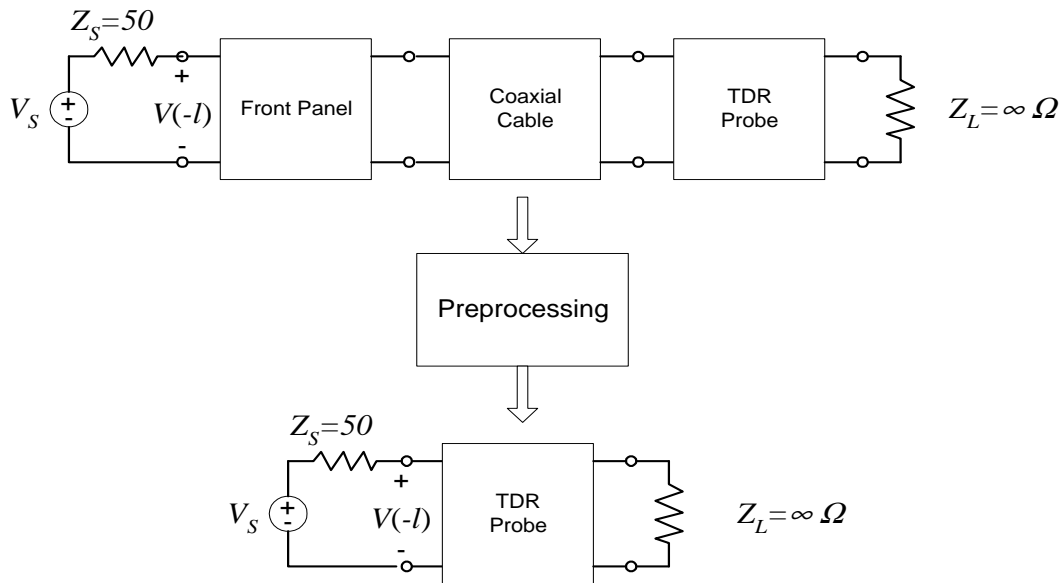 Z_S=50
+
V_S
+
-
V(-l)
-
Front Panel
Coaxial
Cable
TDR
Probe
Z_L=∞ Ω
Preprocessing
Z_S=50
+
V_S
+
-
V(-l)
-
TDR
Probe
Z_L=∞ Ω